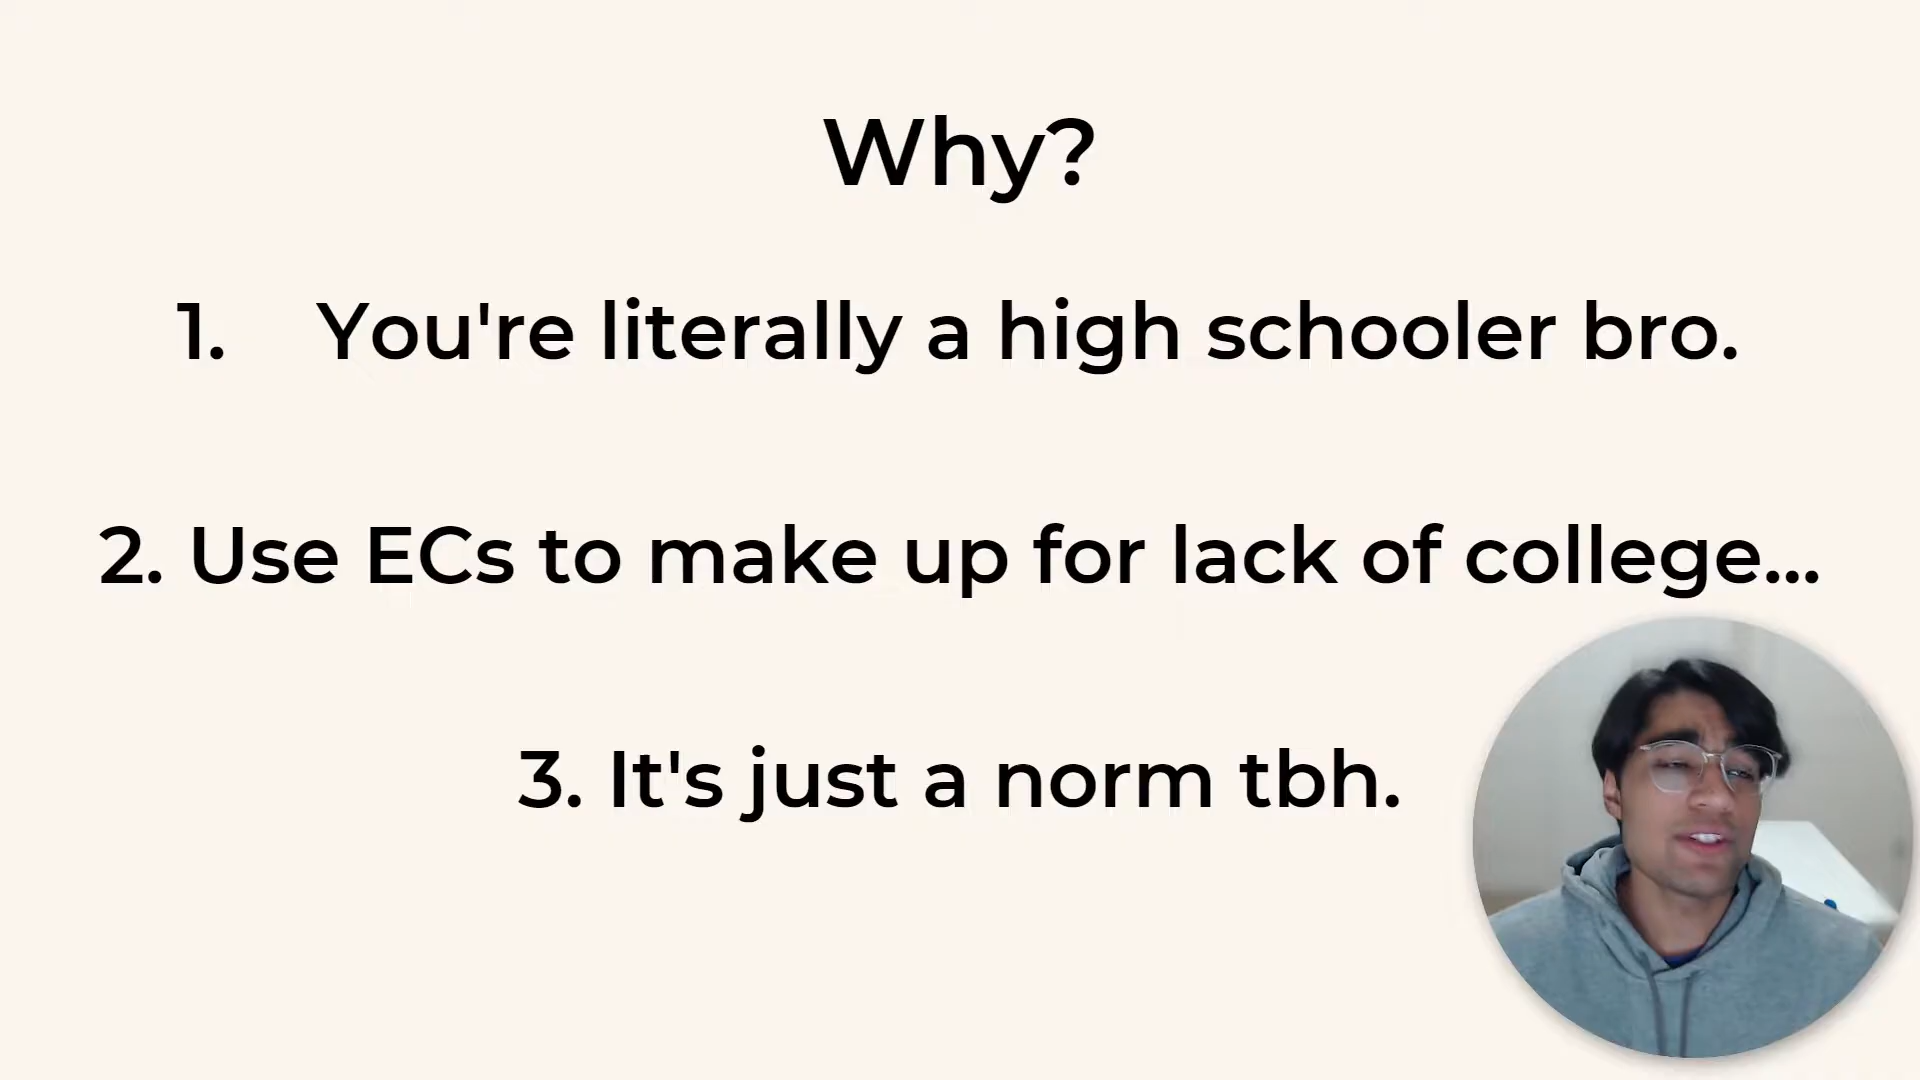 Why?
1. You're literally a high schooler bro.
2. Use ECs to make up for lack of college...
3. It's just a norm tbh.